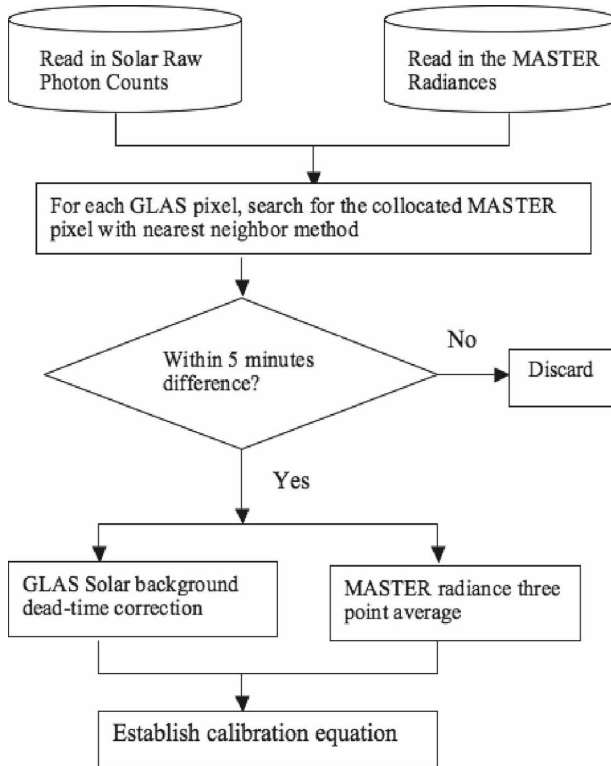 Read in Solar Raw
Photon Counts
Read in the MASTER
Radiances
For each GLAS pixel, search for the collocated MASTER
pixel with nearest neighbor method
Within 5 minutes
difference?
No
Discard
Yes
GLAS Solar background
dead-time correction
MASTER radiance three
point average
Establish calibration equation